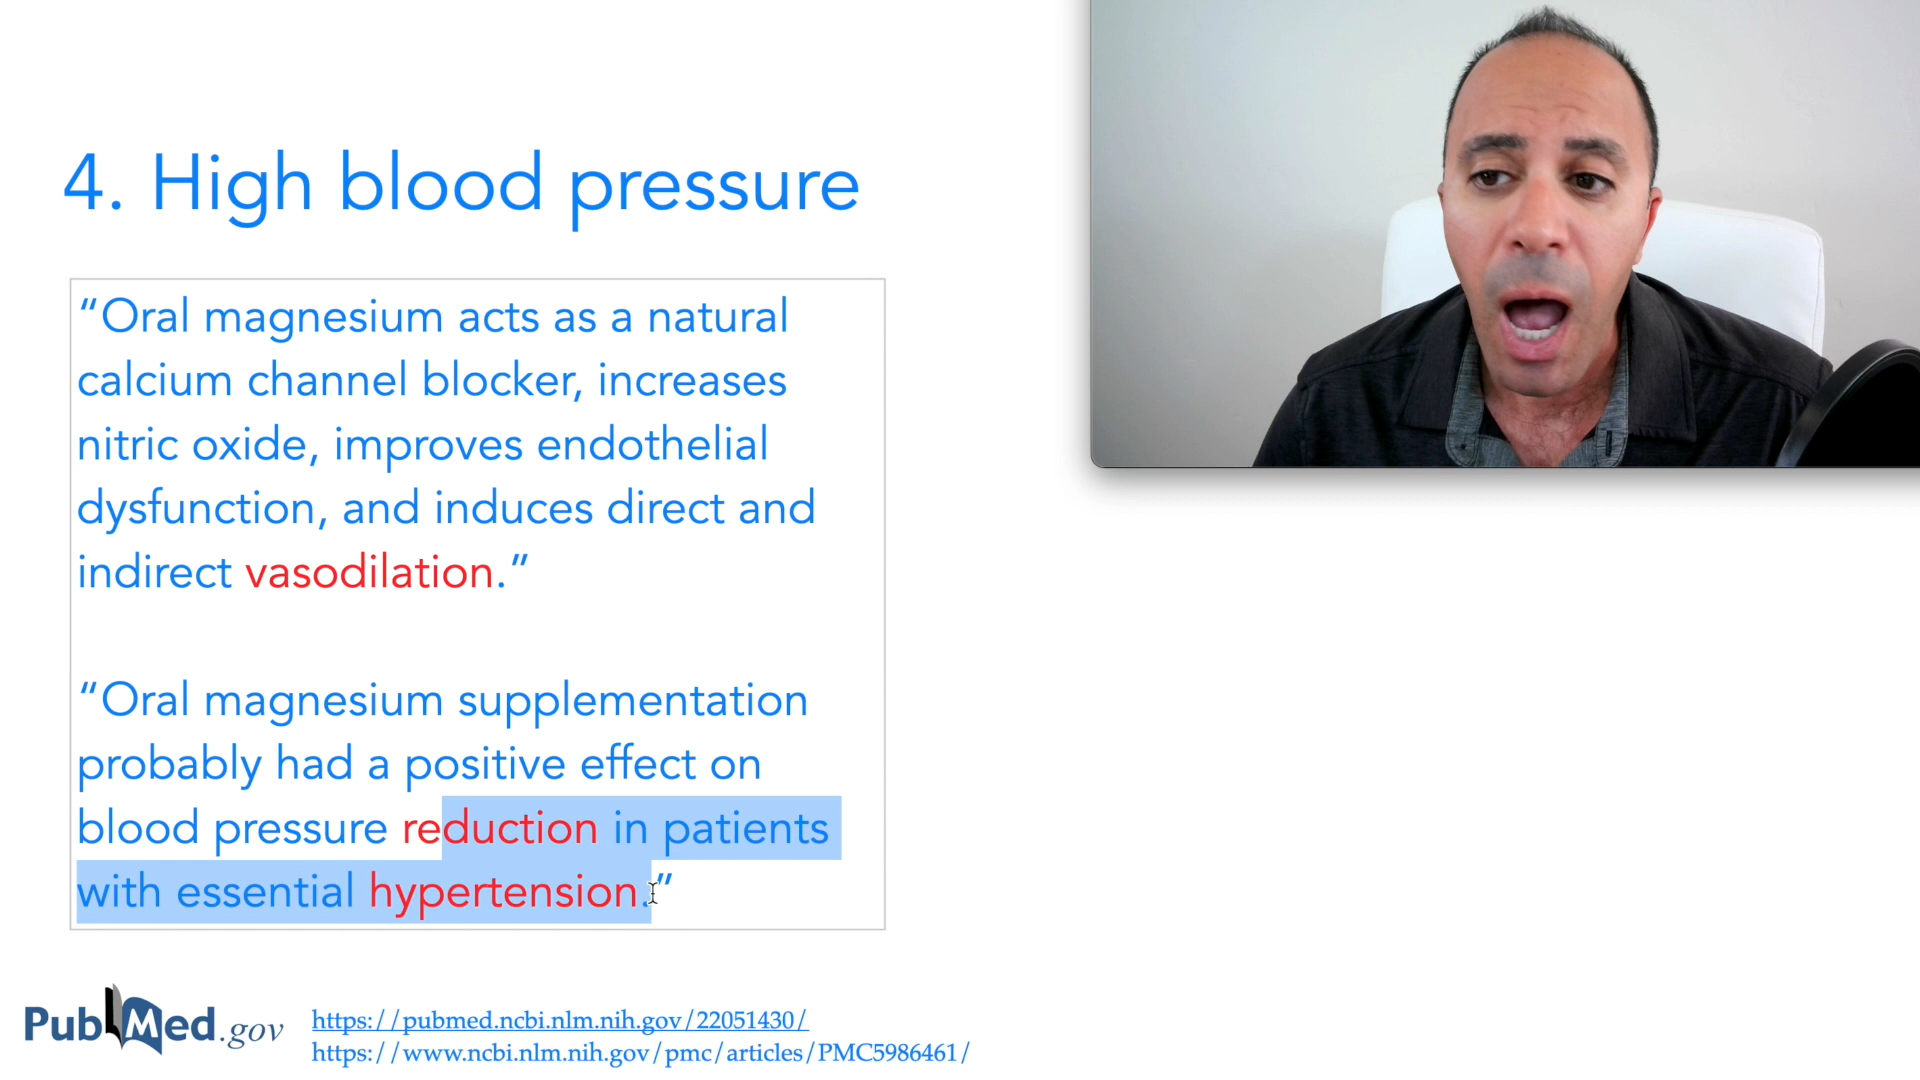 4. High blood pressure
“Oral magnesium acts as a natural
calcium channel blocker, increases
nitric oxide, improves endothelial
dysfunction, and induces direct and
indirect vasodilation.”
“Oral magnesium supplementation
probably had a positive effect on
blood pressure reduction in patients
with essential hypertension.”
PubMed.gov
https://pubmed.ncbi.nlm.nih.gov/22051430/
https://www.ncbi.nlm.nih.gov/pmc/articles/PMC5986461/